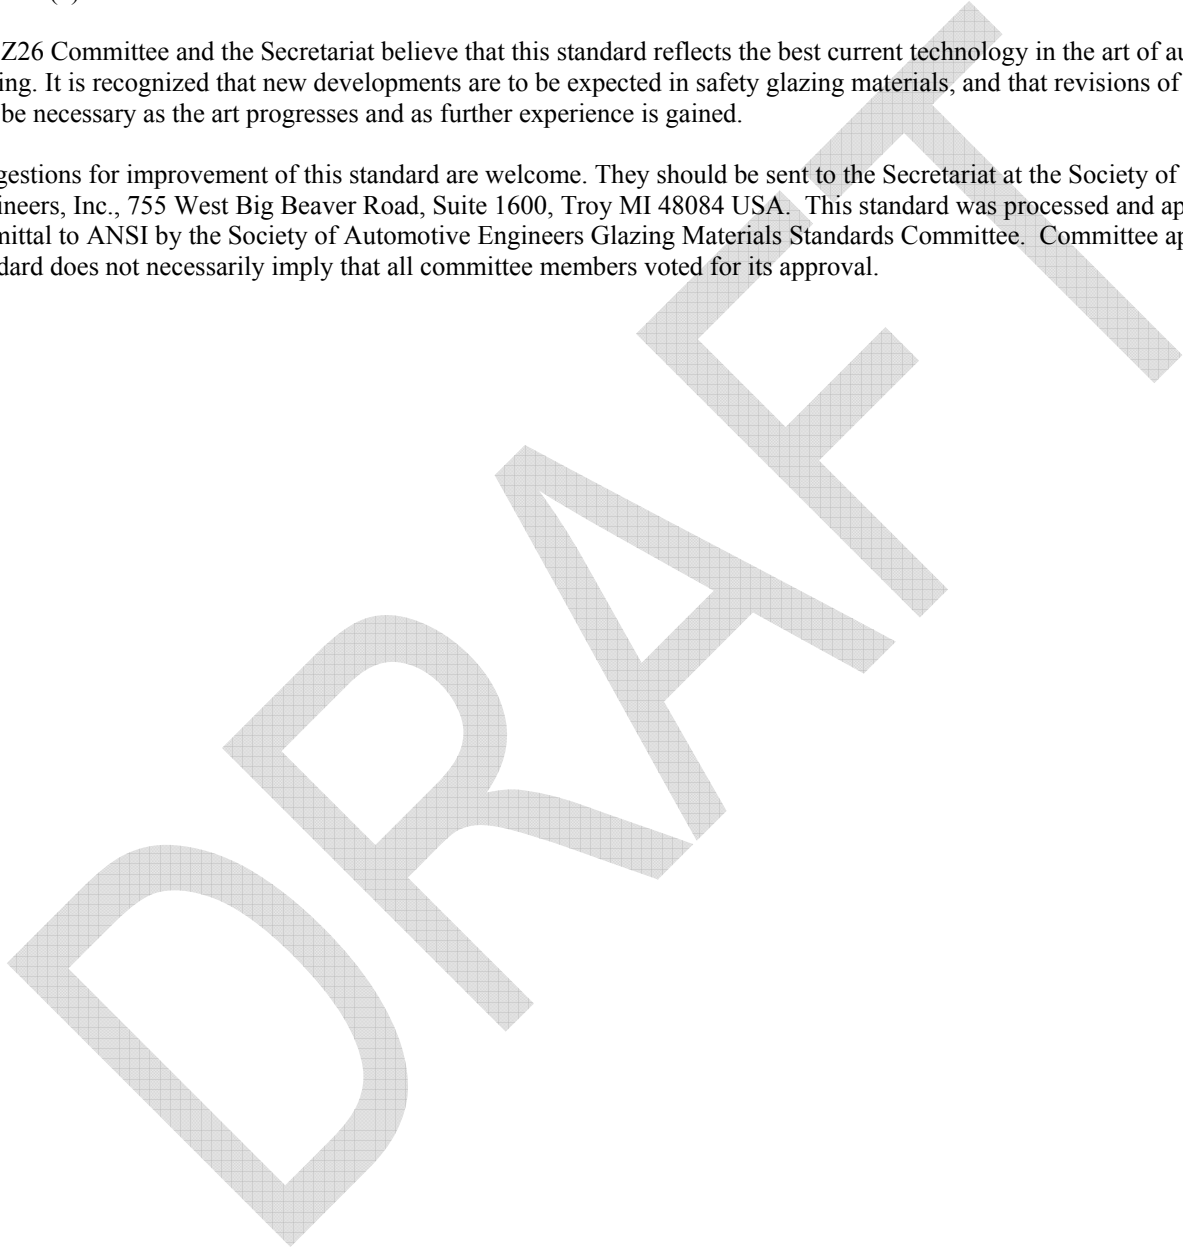 Z26 Committee and the Secretariat believe that this standard reflects the best current technology in the art of au
ing. It is recognized that new developments are to be expected in safety glazing materials, and that revisions of
be necessary as the art progresses and as further experience is gained.
gestions for improvement of this standard are welcome. They should be sent to the Secretariat at the Society of
ineers, Inc., 755 West Big Beaver Road, Suite 1600, Troy MI 48084 USA. This standard was processed and ap
mittal to ANSI by the Society of Automotive Engineers Glazing Materials Standards Committee. Committee ap
dard does not necessarily imply that all committee members voted for its approval.
DRAFT